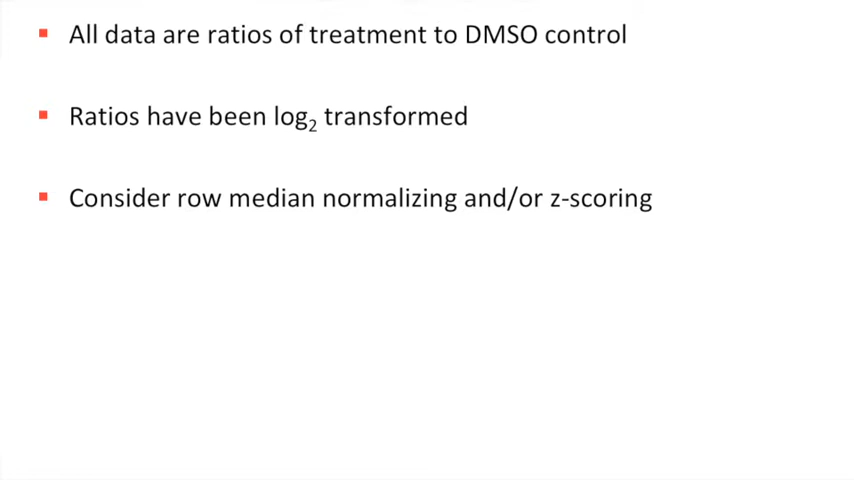 All data are ratios of treatment to DMSO control
Ratios have been log₂ transformed
Consider row median normalizing and/or z-scoring